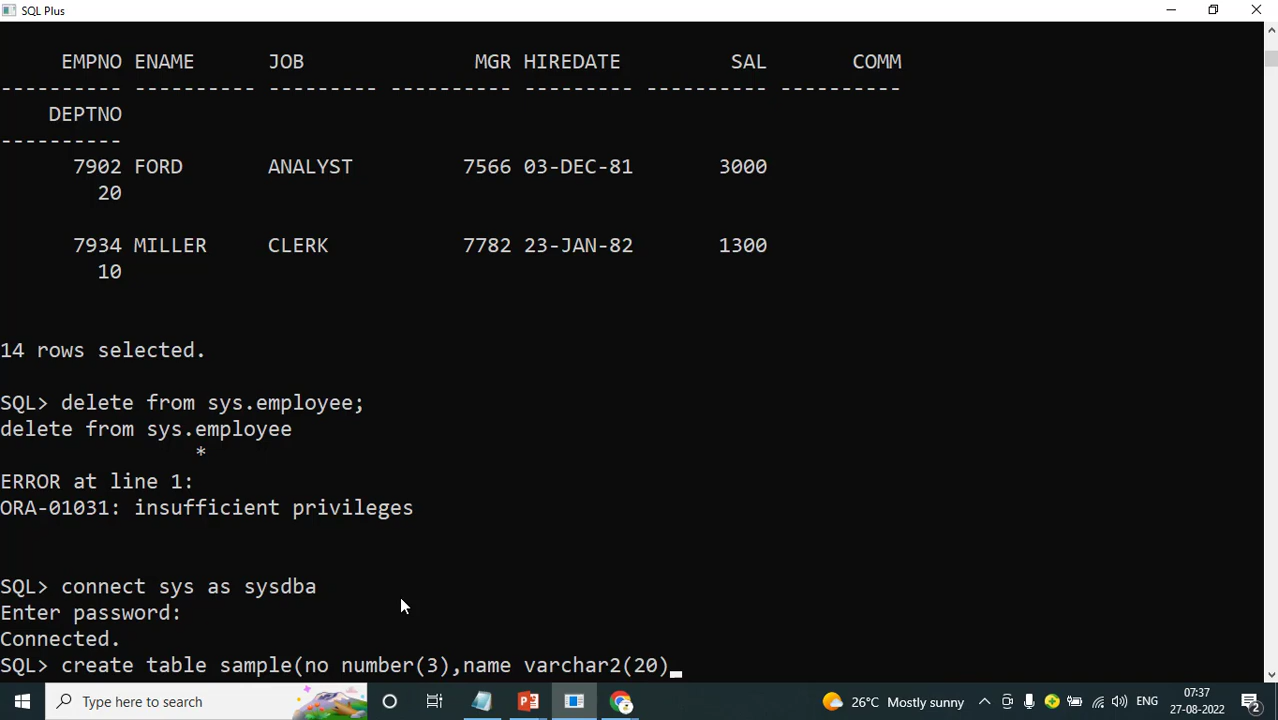 SQL Plus
EMPNO ENAME JOB MGR HIREDATE SAL COMM
---------- ---------- --------- ---------- --------- ---------- ----------
DEPTNO
----------
7902 FORD ANALYST 7566 03-DEC-81 3000
20
7934 MILLER CLERK 7782 23-JAN-82 1300
10
14 rows selected.
SQL> delete from sys.employee;
delete from sys.employee
*
ERROR at line 1:
ORA-01031: insufficient privileges
SQL> connect sys as sysdba
Enter password:
Connected.
SQL> create table sample(no number(3),name varchar2(20)_
Type here to search
26°C Mostly sunny
ENG
07:37
27-08-2022
2